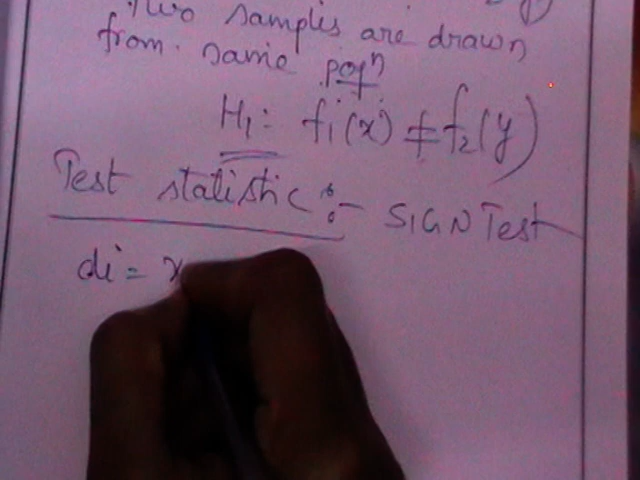 Two samples are drawn
from same popn
H1: f1(x) ≠ f2(y)
Test statistic :- SIGN Test
di = x